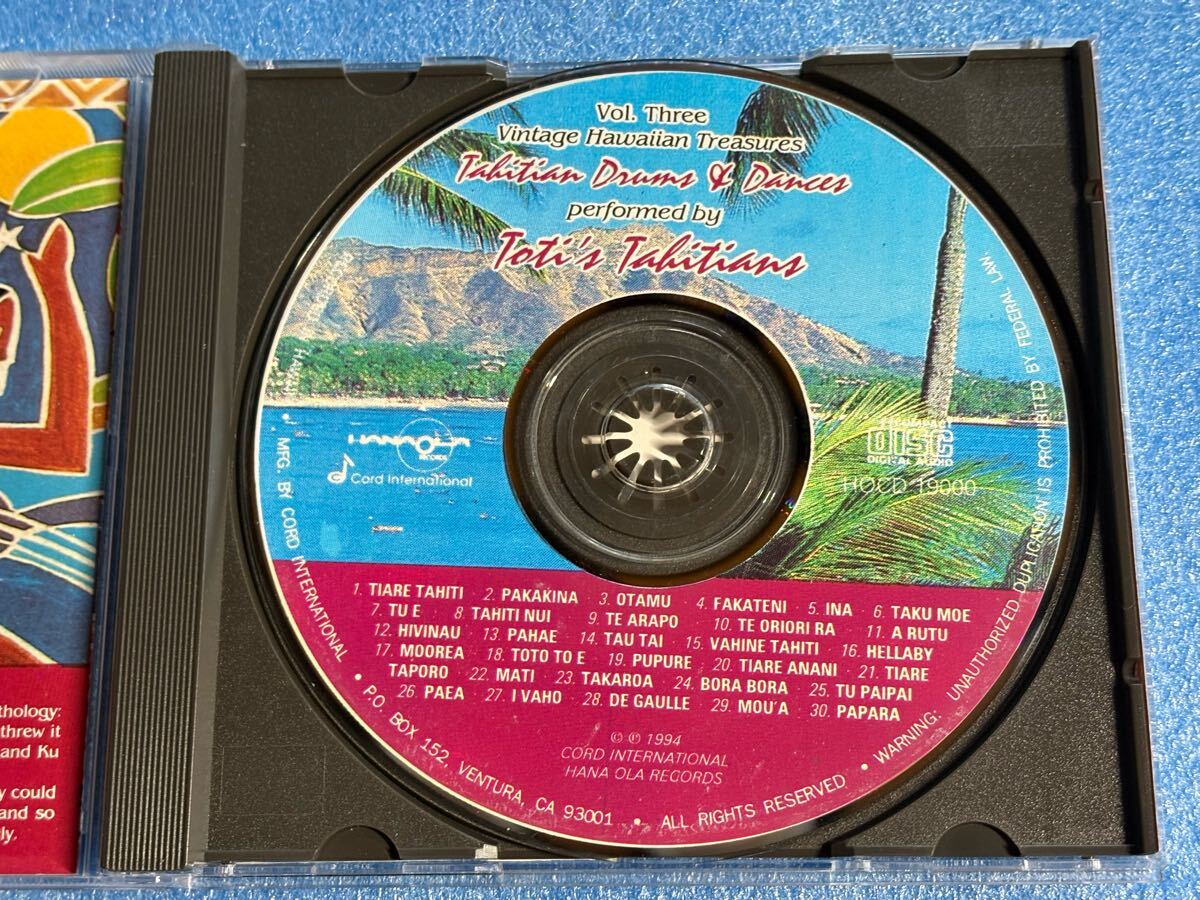 Vol. Three
Vintage Hawaiian Treasures
Tahitian Drums & Dances
performed by
Toti's Tahitians
HAWAII
RECORDS
Cord International
COMPACT
DISC
DIGITAL AUDIO
HOCD 19000
1. TIARE TAHITI · 2. PAKAKINA · 3. OTAMU · 4. FAKATENI · 5. INA · 6. TAKU MOE
7. TU E · 8. TAHITI NUI · 9. TE ARAPO · 10. TE ORIORI RA · 11. A RUTU
12. HIVINAU · 13. PAHAE · 14. TAU TAI · 15. VAHINE TAHITI · 16. HELLABY
17. MOOREA · 18. TOTO TO E · 19. PUPURE · 20. TIARE ANANI · 21. TIARE
TAPORO · 22. MATI · 23. TAKAROA · 24. BORA BORA · 25. TU PAIPAI
26. PAEA · 27. I VAHO · 28. DE GAULLE · 29. MOU'A · 30. PAPARA
© ℗ 1994
CORD INTERNATIONAL
HANA OLA RECORDS
• MFG. BY CORD INTERNATIONAL • P.O. BOX 152, VENTURA, CA 93001 • ALL RIGHTS RESERVED • WARNING: UNAUTHORIZED DUPLICATION IS PROHIBITED BY FEDERAL LAW
thology:
threw it
and Ku
y could
and so
ly.